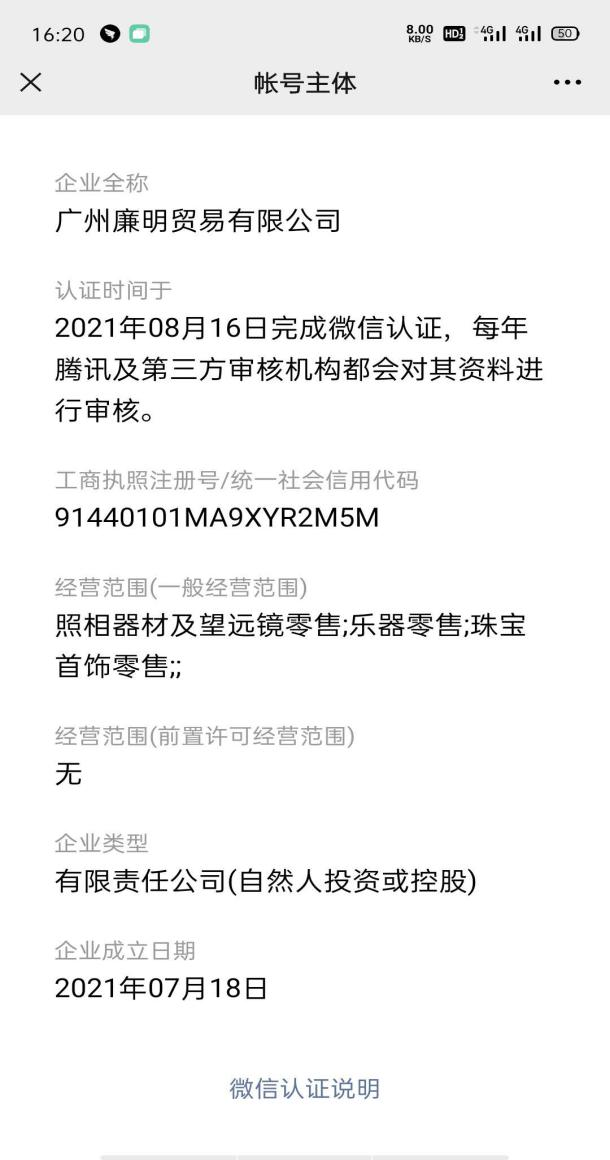 16:20
8.00
KB/S
HD
4G
4G
50
帐号主体
企业全称
广州廉明贸易有限公司
认证时间于
2021年08月16日完成微信认证，每年
腾讯及第三方审核机构都会对其资料进
行审核。
工商执照注册号/统一社会信用代码
91440101MA9XYR2M5M
经营范围(一般经营范围)
照相器材及望远镜零售;乐器零售;珠宝
首饰零售;;
经营范围(前置许可经营范围)
无
企业类型
有限责任公司(自然人投资或控股)
企业成立日期
2021年07月18日
微信认证说明